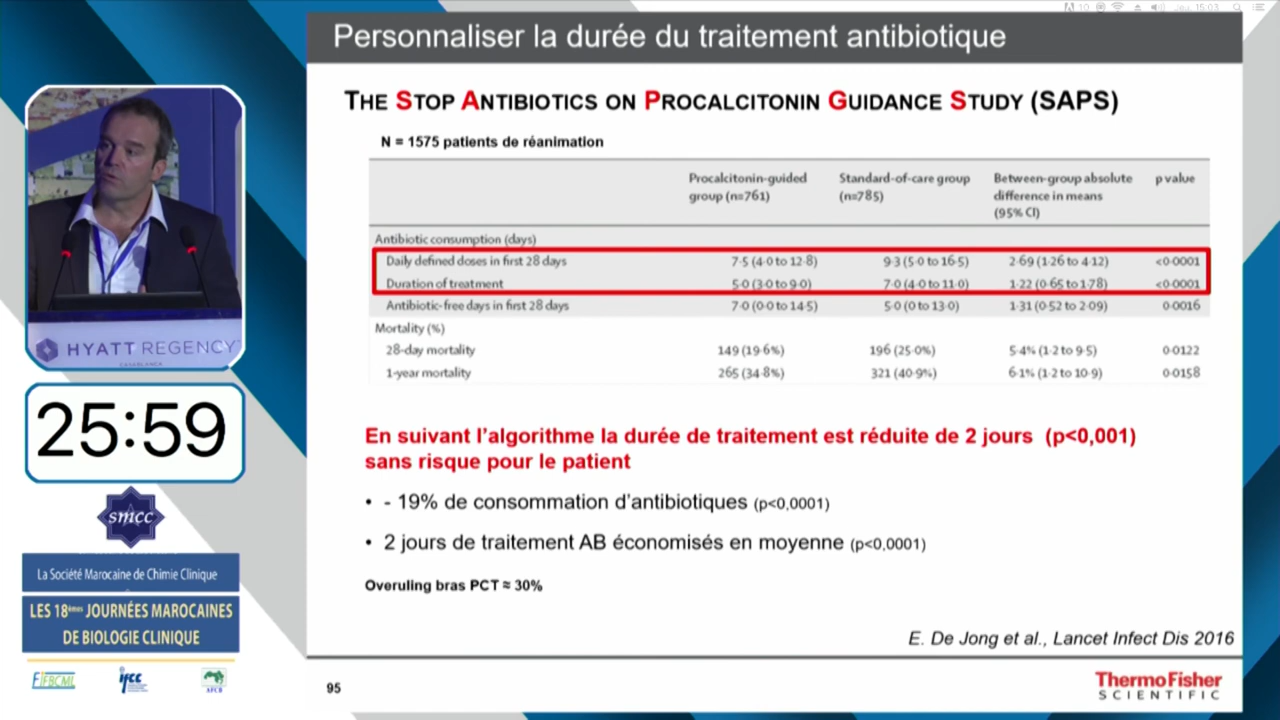 15:03
Personnaliser la durée du traitement antibiotique
THE STOP ANTIBIOTICS ON PROCALCITONIN GUIDANCE STUDY (SAPS)
N = 1575 patients de réanimation
Procalcitonin-guided group (n=761) Standard-of-care group (n=785) Between-group absolute difference in means (95% CI) p value
Antibiotic consumption (days)
Daily defined doses in first 28 days 7·5 (4·0 to 12·8) 9·3 (5·0 to 16·5) 2·69 (1·26 to 4·12) <0·0001
Duration of treatment 5·0 (3·0 to 9·0) 7·0 (4·0 to 11·0) 1·22 (0·65 to 1·78) <0·0001
Antibiotic-free days in first 28 days 7·0 (0·0 to 14·5) 5·0 (0 to 13·0) 1·31 (0·52 to 2·09) 0·0016
Mortality (%)
28-day mortality 149 (19·6%) 196 (25·0%) 5·4% (1·2 to 9·5) 0·0122
1-year mortality 265 (34·8%) 321 (40·9%) 6·1% (1·2 to 10·9) 0·0158
En suivant l'algorithme la durée de traitement est réduite de 2 jours (p<0,001)
sans risque pour le patient
• - 19% de consommation d'antibiotiques (p<0,0001)
• 2 jours de traitement AB économisés en moyenne (p<0,0001)
Overuling bras PCT ≈ 30%
E. De Jong et al., Lancet Infect Dis 2016
95
ThermoFisher
SCIENTIFIC
HYATT REGENCY
CASABLANCA
25:59
smcc
La Société Marocaine de Chimie Clinique
LES 18èmes JOURNÉES MAROCAINES
DE BIOLOGIE CLINIQUE
FIFBCML
ifcc
AFCB